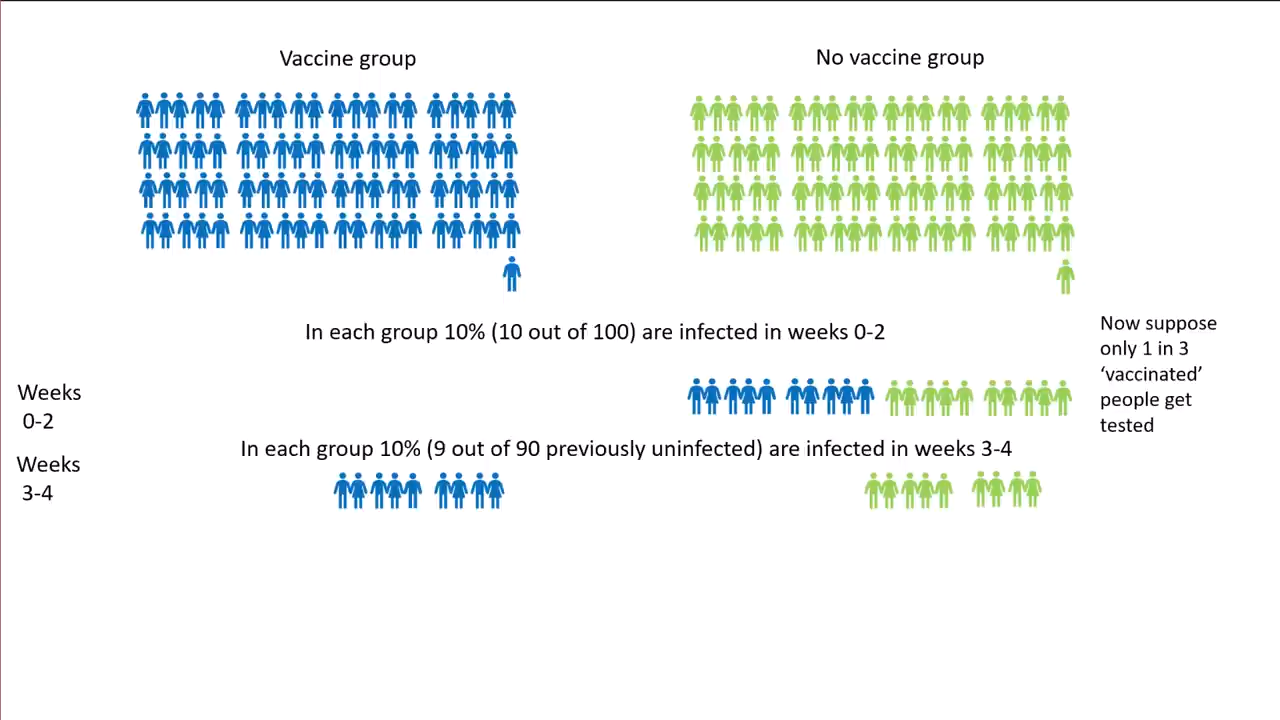 Vaccine group
No vaccine group
In each group 10% (10 out of 100) are infected in weeks 0-2
Now suppose
only 1 in 3
‘vaccinated’
people get
tested
Weeks
0-2
In each group 10% (9 out of 90 previously uninfected) are infected in weeks 3-4
Weeks
3-4